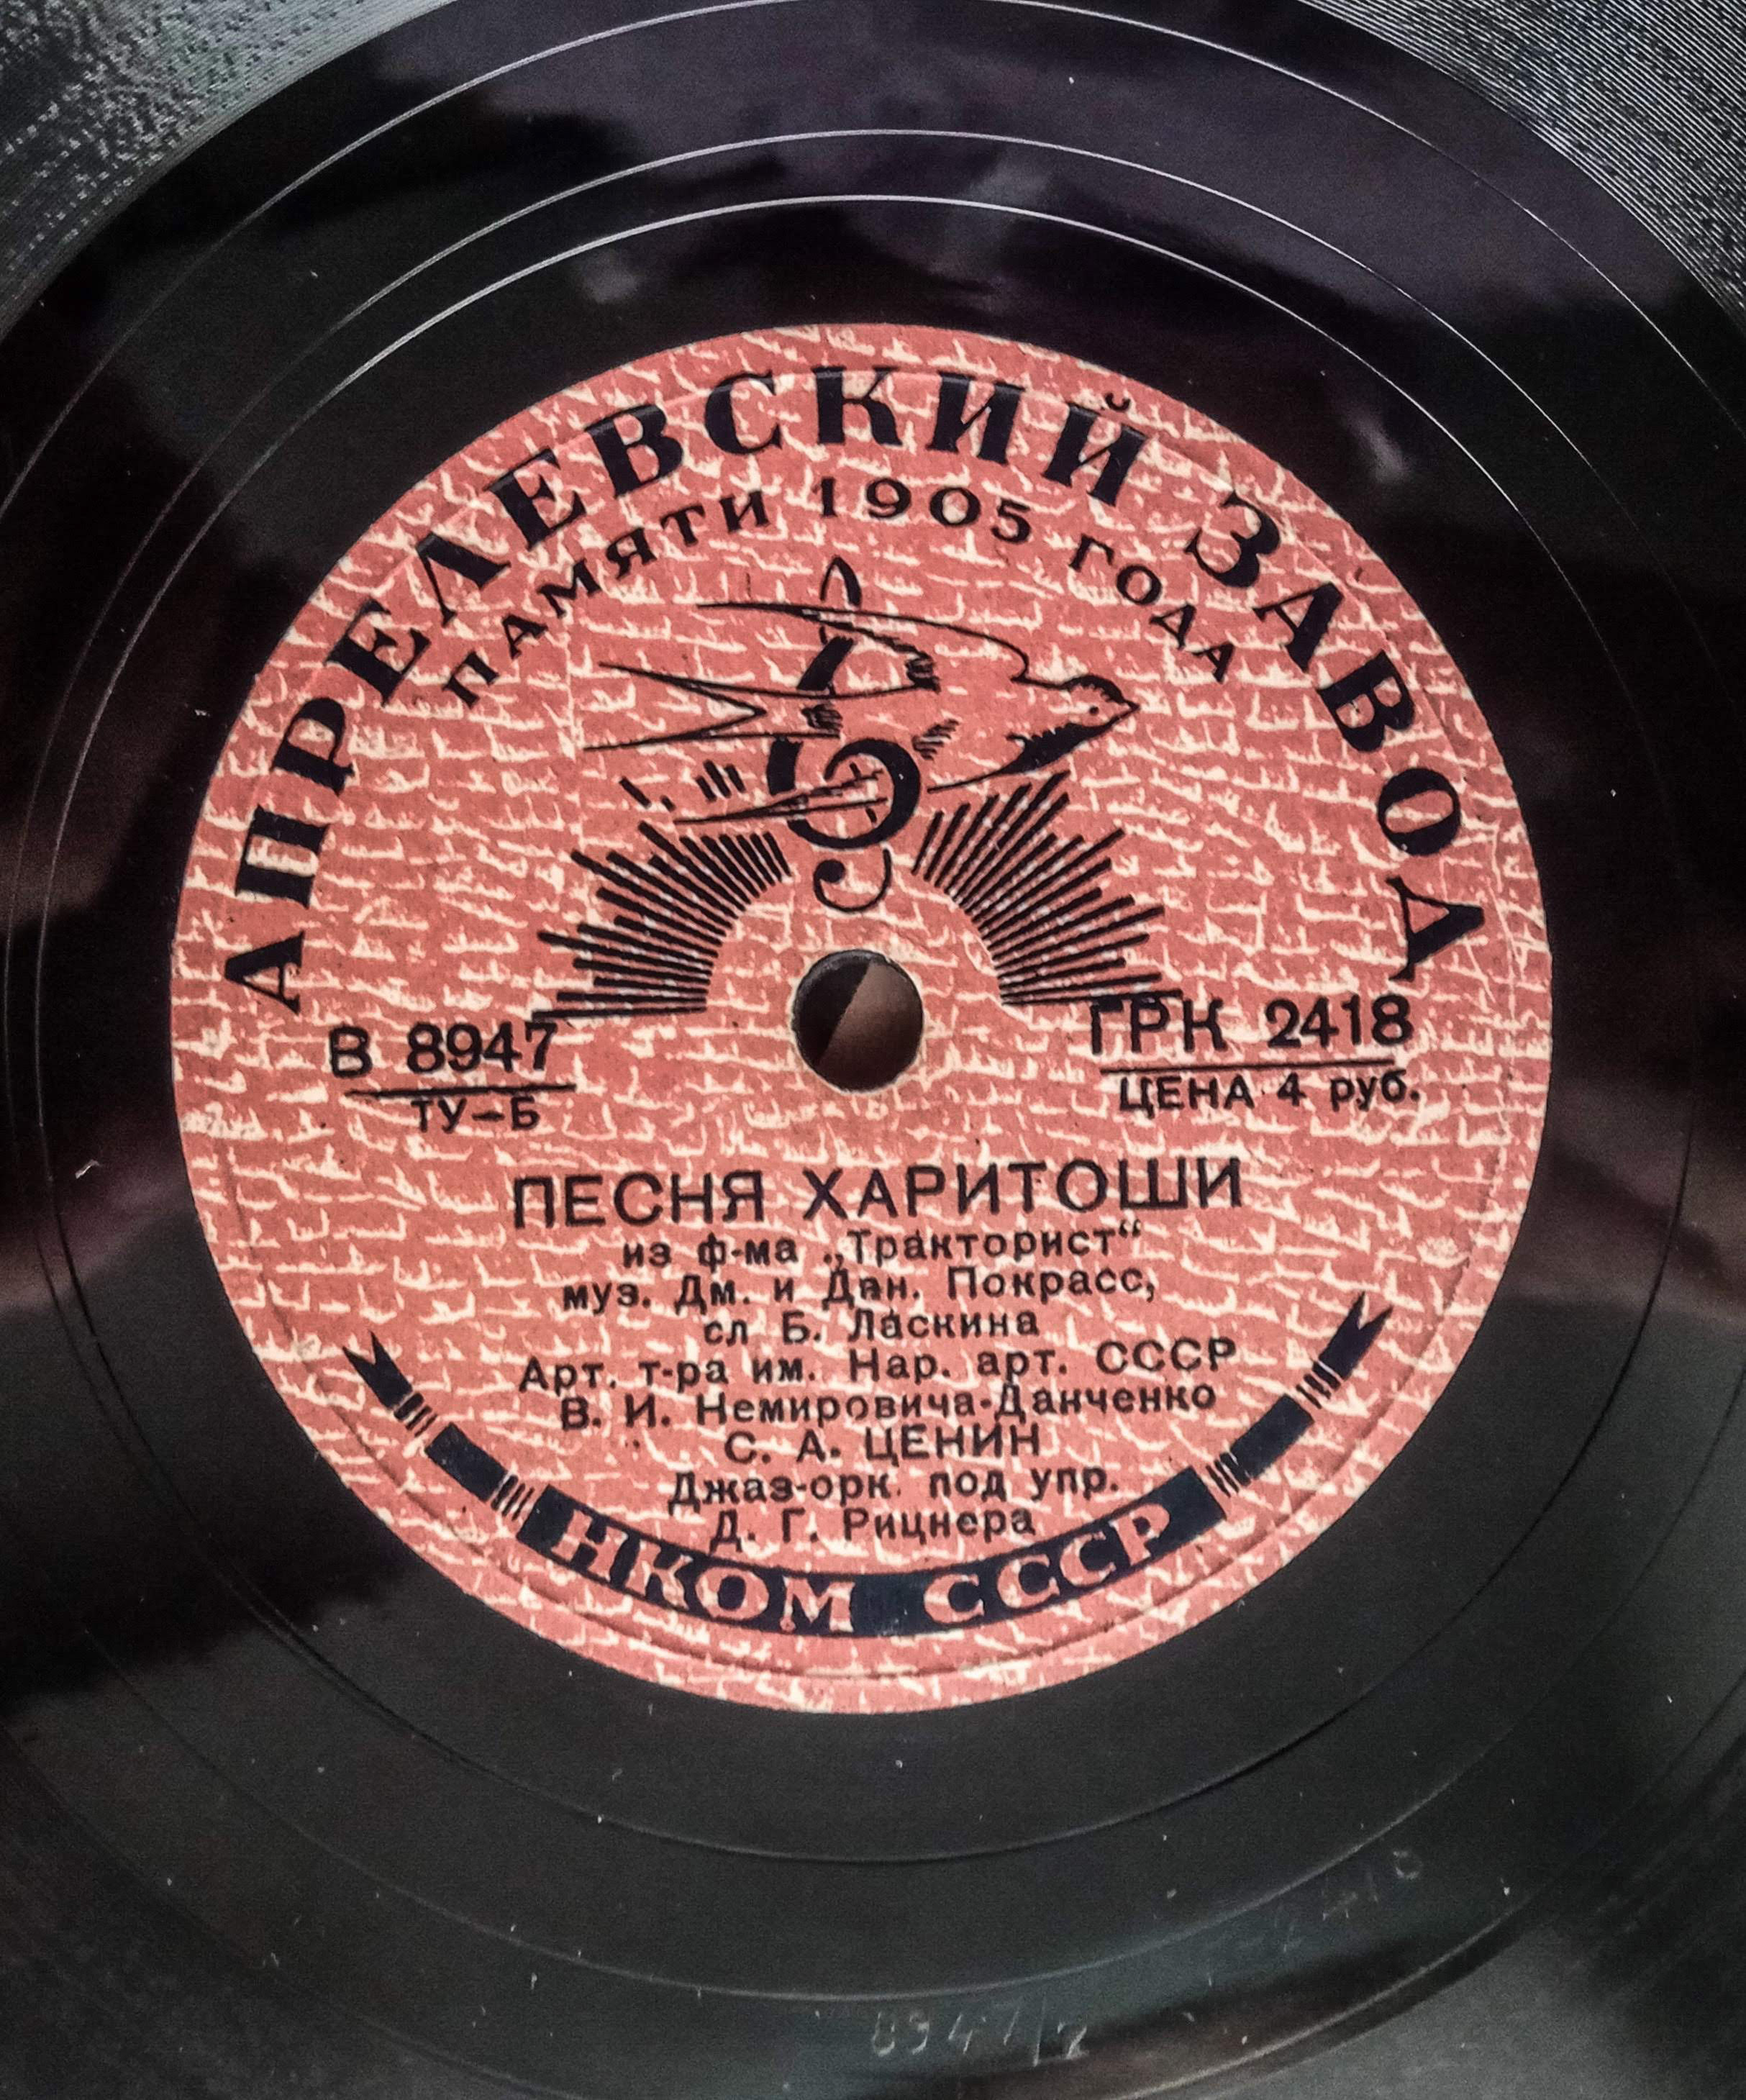 АПРЕЛЕВСКИЙ ЗАВОД
ПАМЯТИ 1905 ГОДА
В 8947
ТУ-Б
ГРК 2418
ЦЕНА 4 руб.
ПЕСНЯ ХАРИТОШИ
из ф-ма „Тракторист“
муз. Дм. и Дан. Покрасс,
сл Б. Ласкина
Арт. т-ра им. Нар. арт. СССР
В. И. Немировича-Данченко
С. А. ЦЕНИН
Джаз-орк. под упр.
Д. Г. Рицнера
НКОМ СССР
8947/2